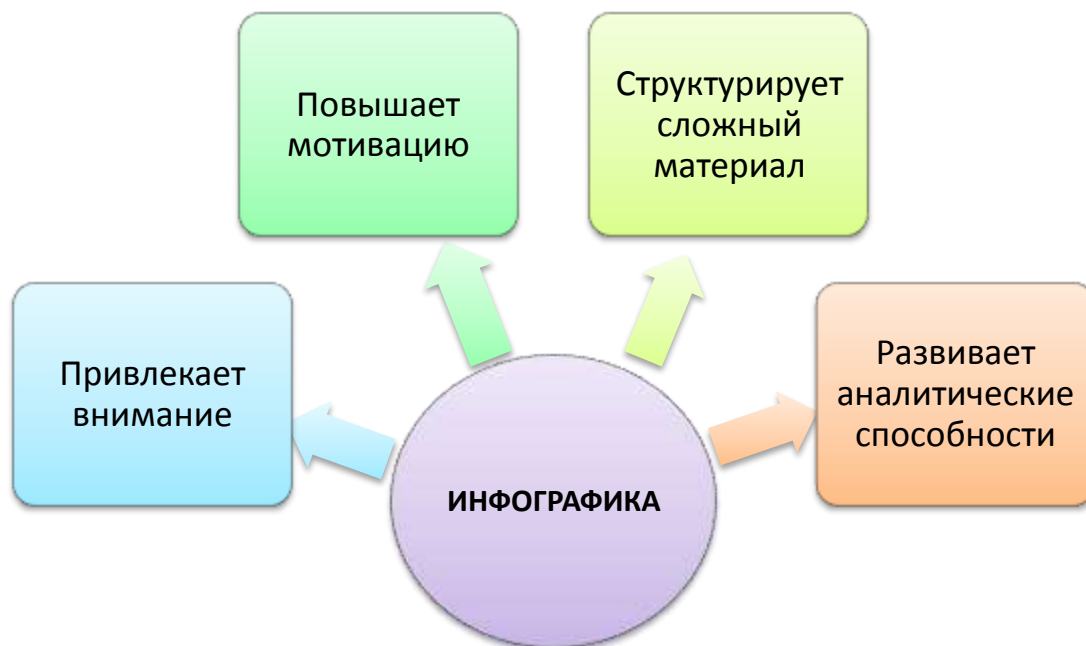 Привлекает
внимание
Повышает
мотивацию
Структурирует
сложный
материал
Развивает
аналитические
способности
ИНФОГРАФИКА